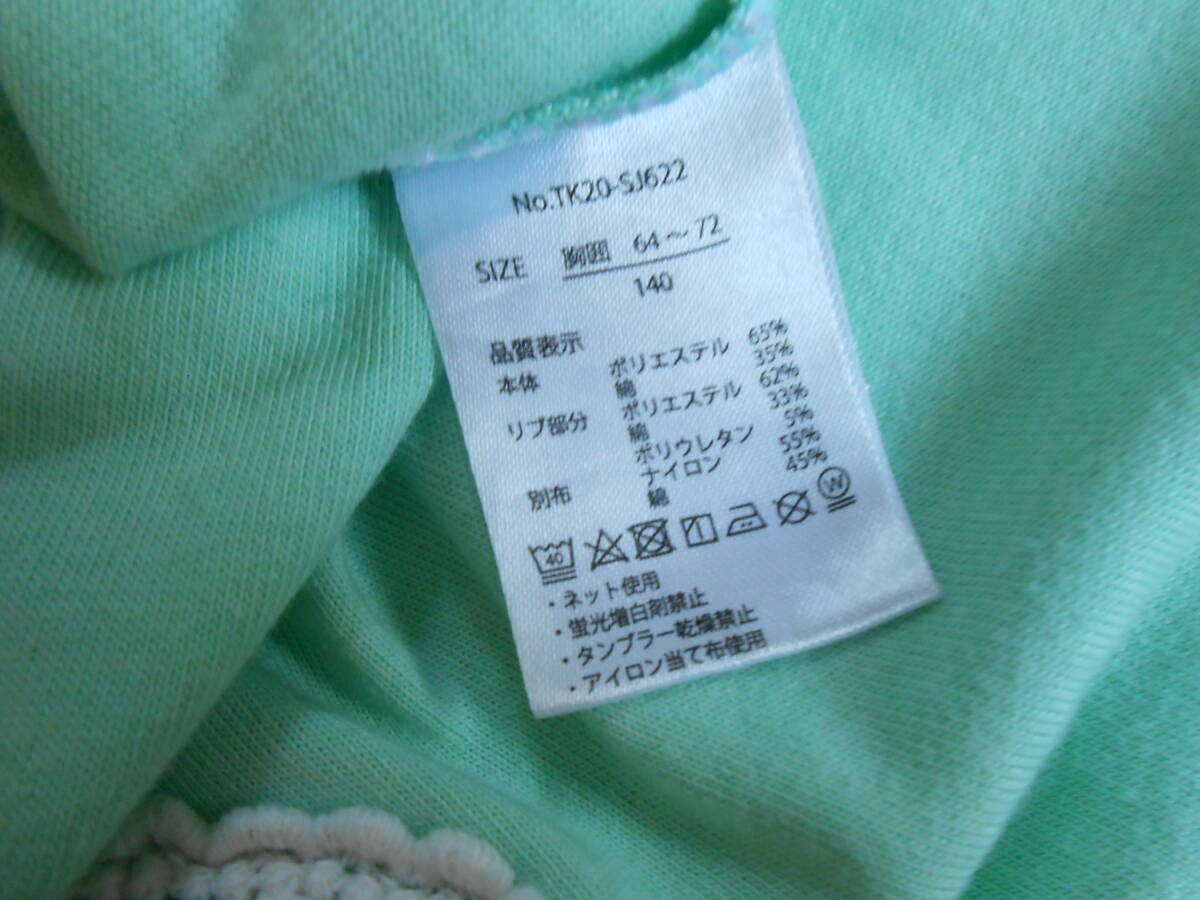 No.TK20-SJ622
SIZE 胸囲 64～72
140
品質表示
本体 ポリエステル 65%
綿 35%
リブ部分 ポリエステル 62%
綿 33%
ポリウレタン 5%
別布 ナイロン 55%
綿 45%
40 W
・ネット使用
・蛍光増白剤禁止
・タンブラー乾燥禁止
・アイロン当て布使用